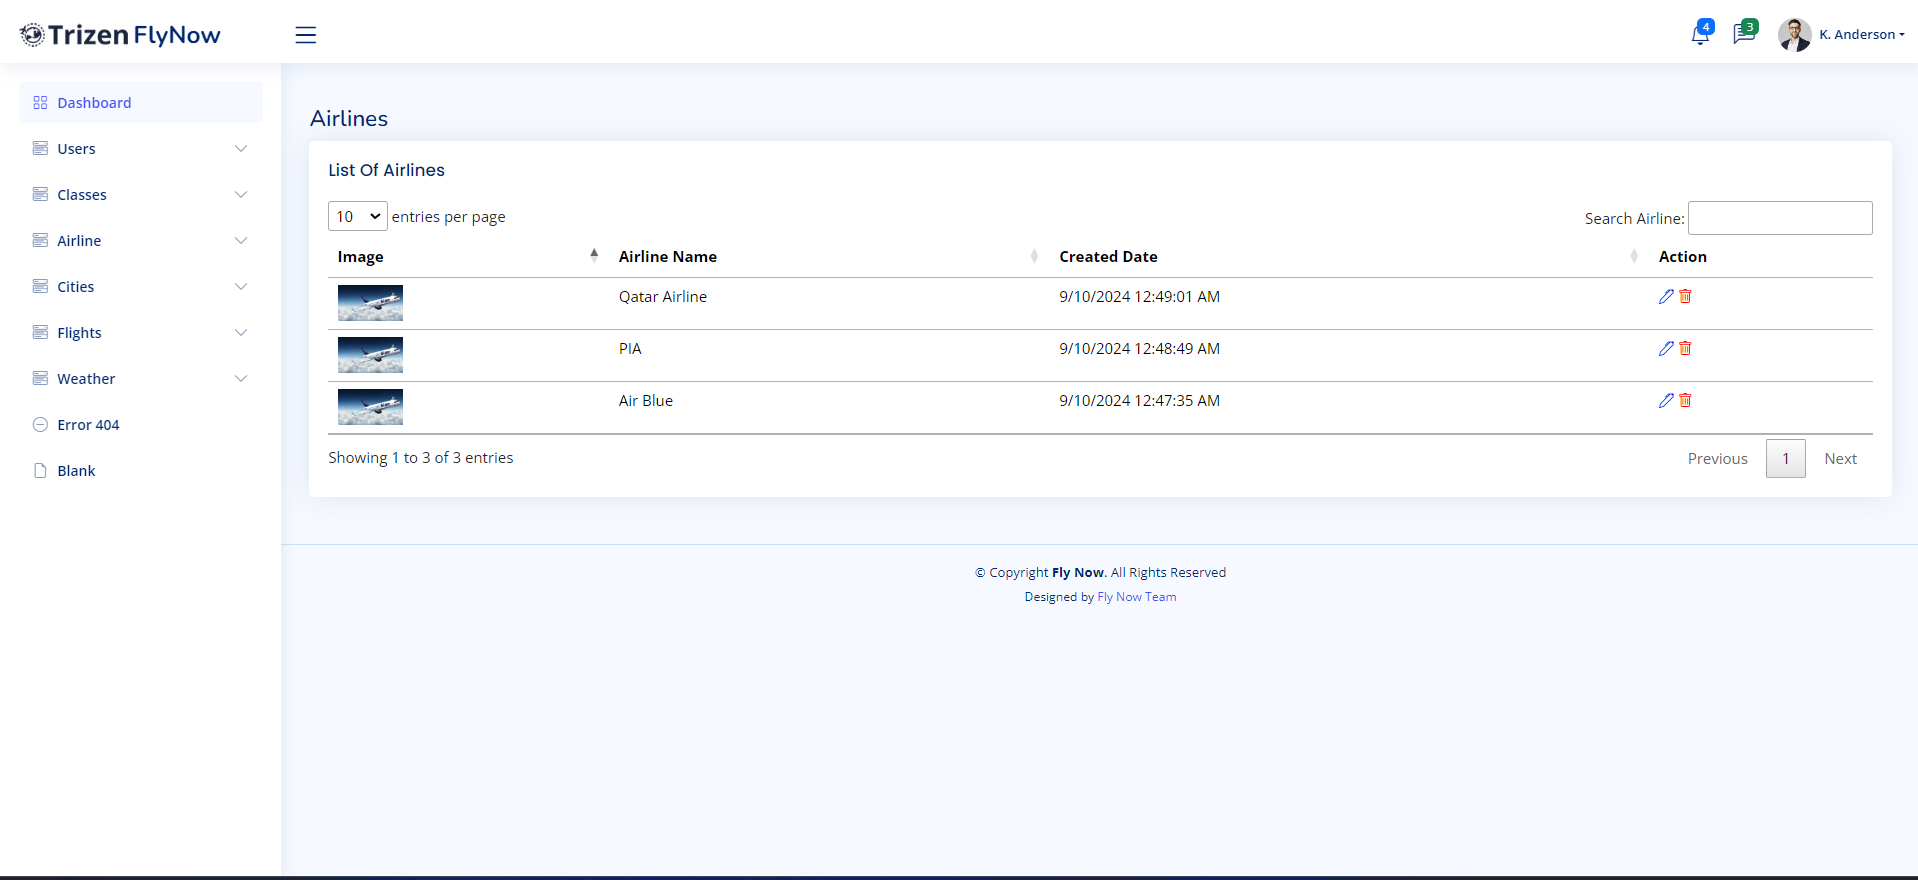 Trizen FlyNow
4
3
K. Anderson
Dashboard
Users
Classes
Airline
Cities
Flights
Weather
Error 404
Blank
Airlines
List Of Airlines
10 entries per page
Search Airline:
Image Airline Name Created Date Action
Qatar Airline 9/10/2024 12:49:01 AM
PIA 9/10/2024 12:48:49 AM
Air Blue 9/10/2024 12:47:35 AM
Showing 1 to 3 of 3 entries
Previous 1 Next
© Copyright Fly Now. All Rights Reserved
Designed by Fly Now Team